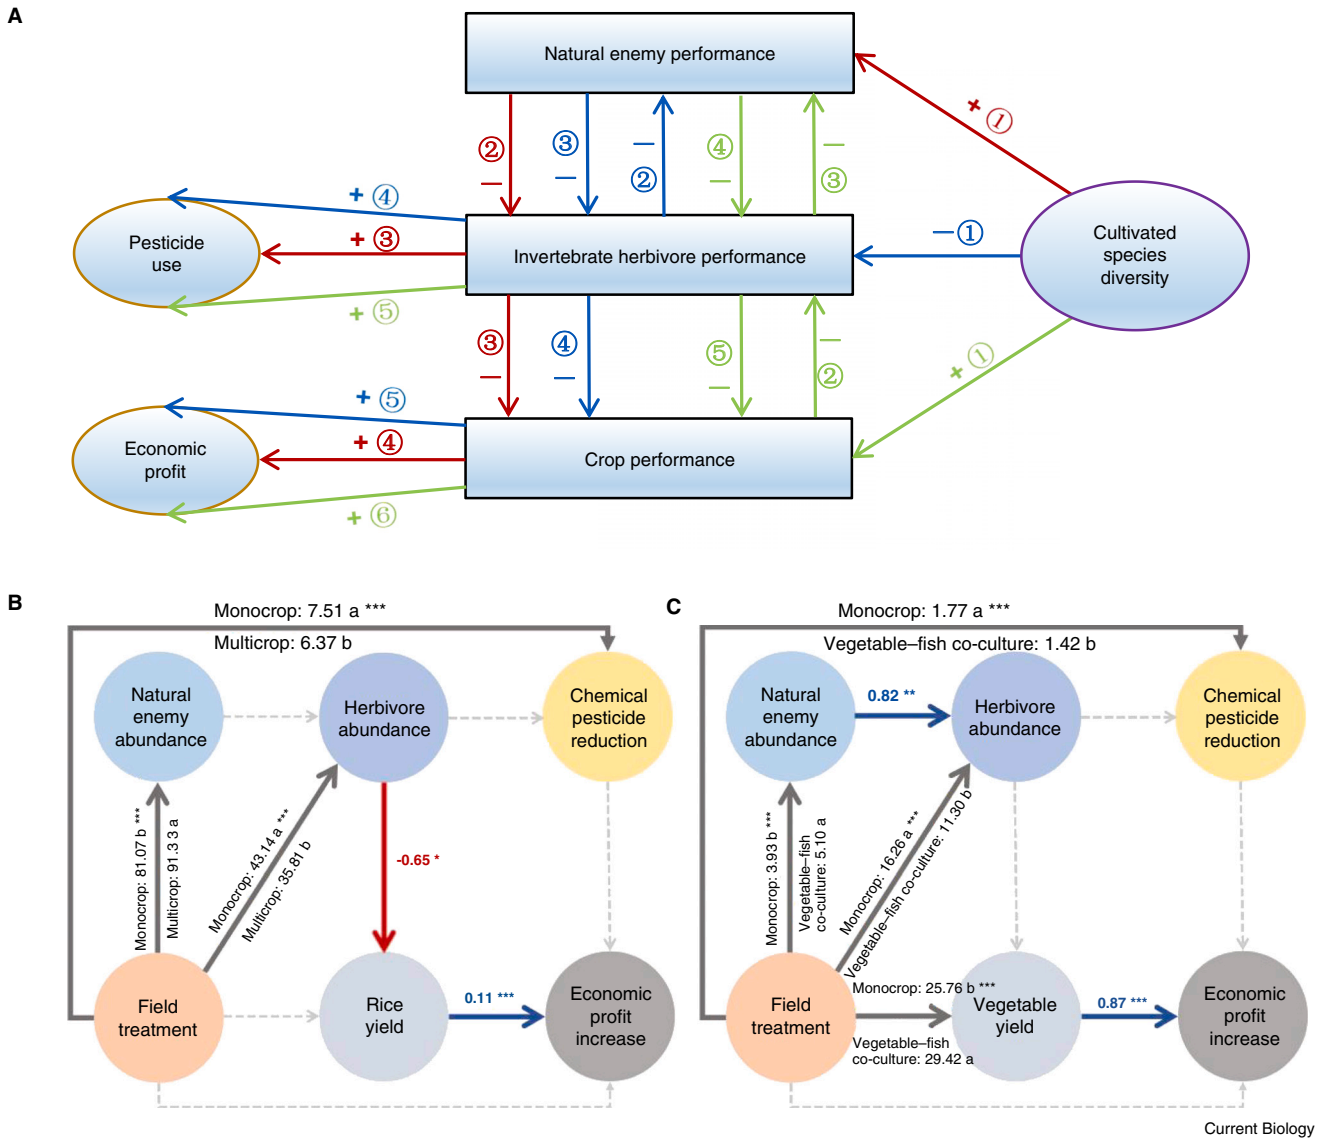 A
Natural enemy performance
+ ①
②
—
③
—
—
②
④
—
—
③
+ ④
Pesticide
use
+ ③
+ ⑤
Invertebrate herbivore performance
— ①
Cultivated
species
diversity
③
—
④
—
⑤
—
—
②
+ ①
+ ⑤
Economic
profit
+ ④
+ ⑥
Crop performance
B
Monocrop: 7.51 a ***
Multicrop: 6.37 b
Natural
enemy
abundance
Herbivore
abundance
Chemical
pesticide
reduction
Monocrop: 81.07 b ***
Multicrop: 91.3 3 a
Monocrop: 43.14 a ***
Multicrop: 35.81 b
-0.65 *
Field
treatment
Rice
yield
0.11 ***
Economic
profit
increase
C
Monocrop: 1.77 a ***
Vegetable–fish co-culture: 1.42 b
Natural
enemy
abundance
0.82 **
Herbivore
abundance
Chemical
pesticide
reduction
Monocrop: 3.93 b ***
Vegetable–fish
co-culture: 5.10 a
Monocrop: 16.26 a ***
Vegetable–fish co-culture: 11.30 b
Field
treatment
Monocrop: 25.76 b ***
Vegetable–fish
co-culture: 29.42 a
Vegetable
yield
0.87 ***
Economic
profit
increase
Current Biology